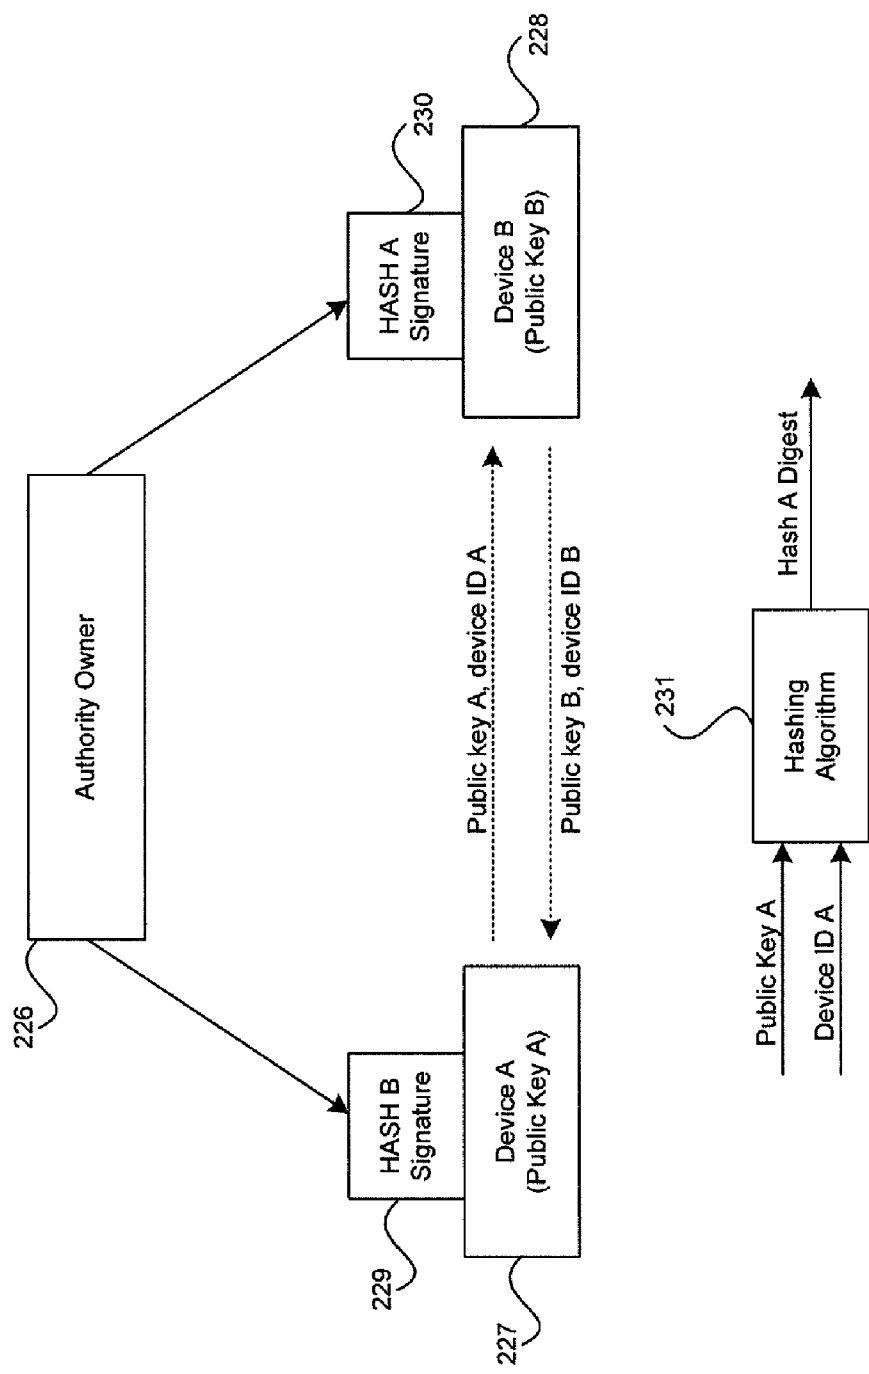 Authority Owner
226
HASH B
Signature
229
HASH A
Signature
230
Device A
(Public Key A)
227
Public key A, device ID A
Public key B, device ID B
Device B
(Public Key B)
228
Public Key A
Device ID A
Hashing
Algorithm
231
Hash A Digest